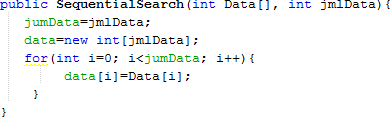 public SequentialSearch(int Data[], int jmlData){
jumData=jmlData;
data=new int[jmlData];
for(int i=0; i<jumData; i++){
data[i]=Data[i];
}
}